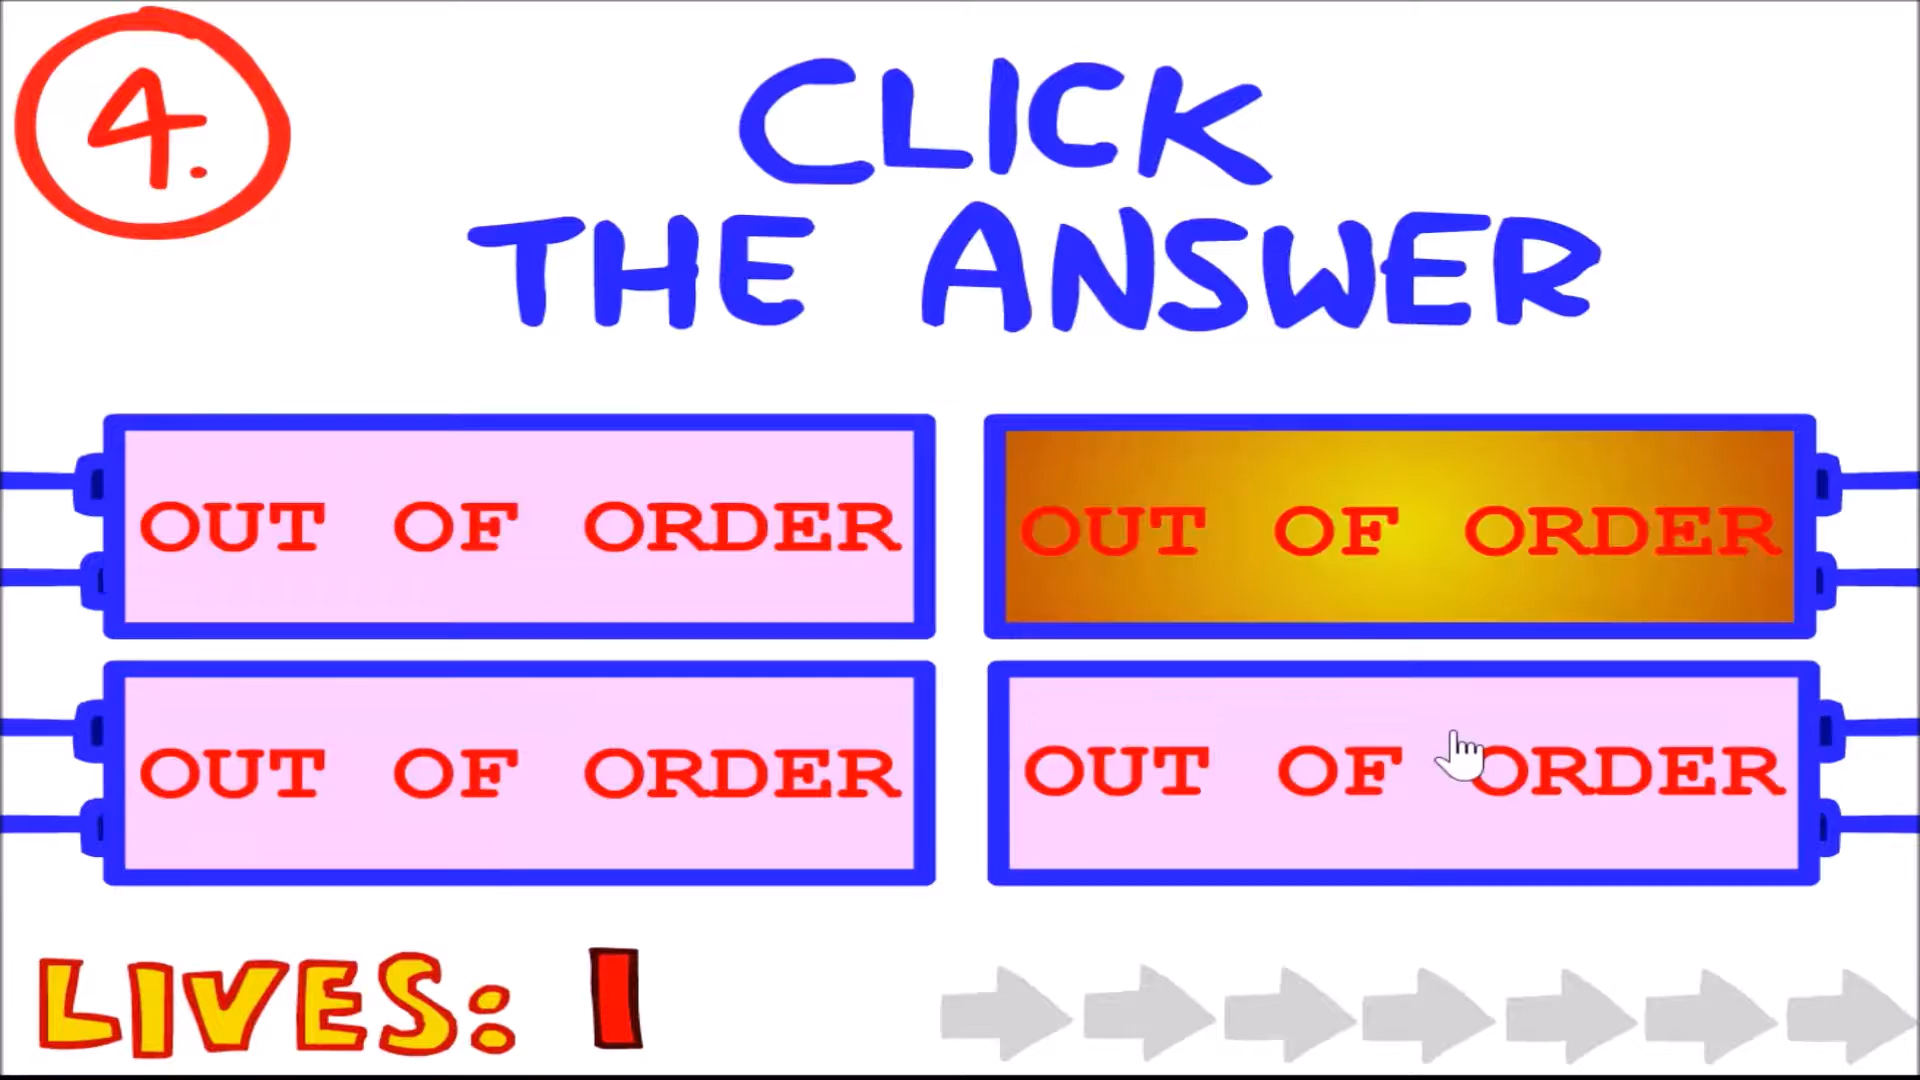 4.
CLICK
THE ANSWER
OUT OF ORDER
OUT OF ORDER
OUT OF ORDER
OUT OF ORDER
LIVES: 1